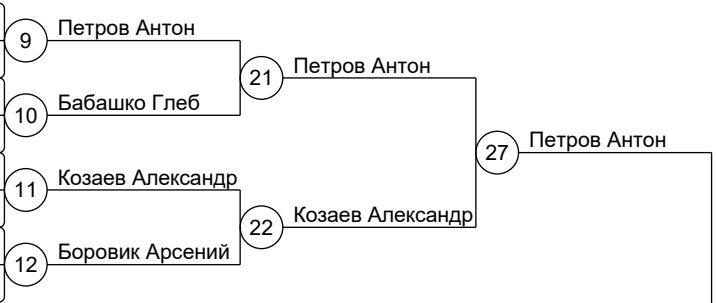 9 Петров Антон
21 Петров Антон
10 Бабашко Глеб
27 Петров Антон
11 Козаев Александр
22 Козаев Александр
12 Боровик Арсений